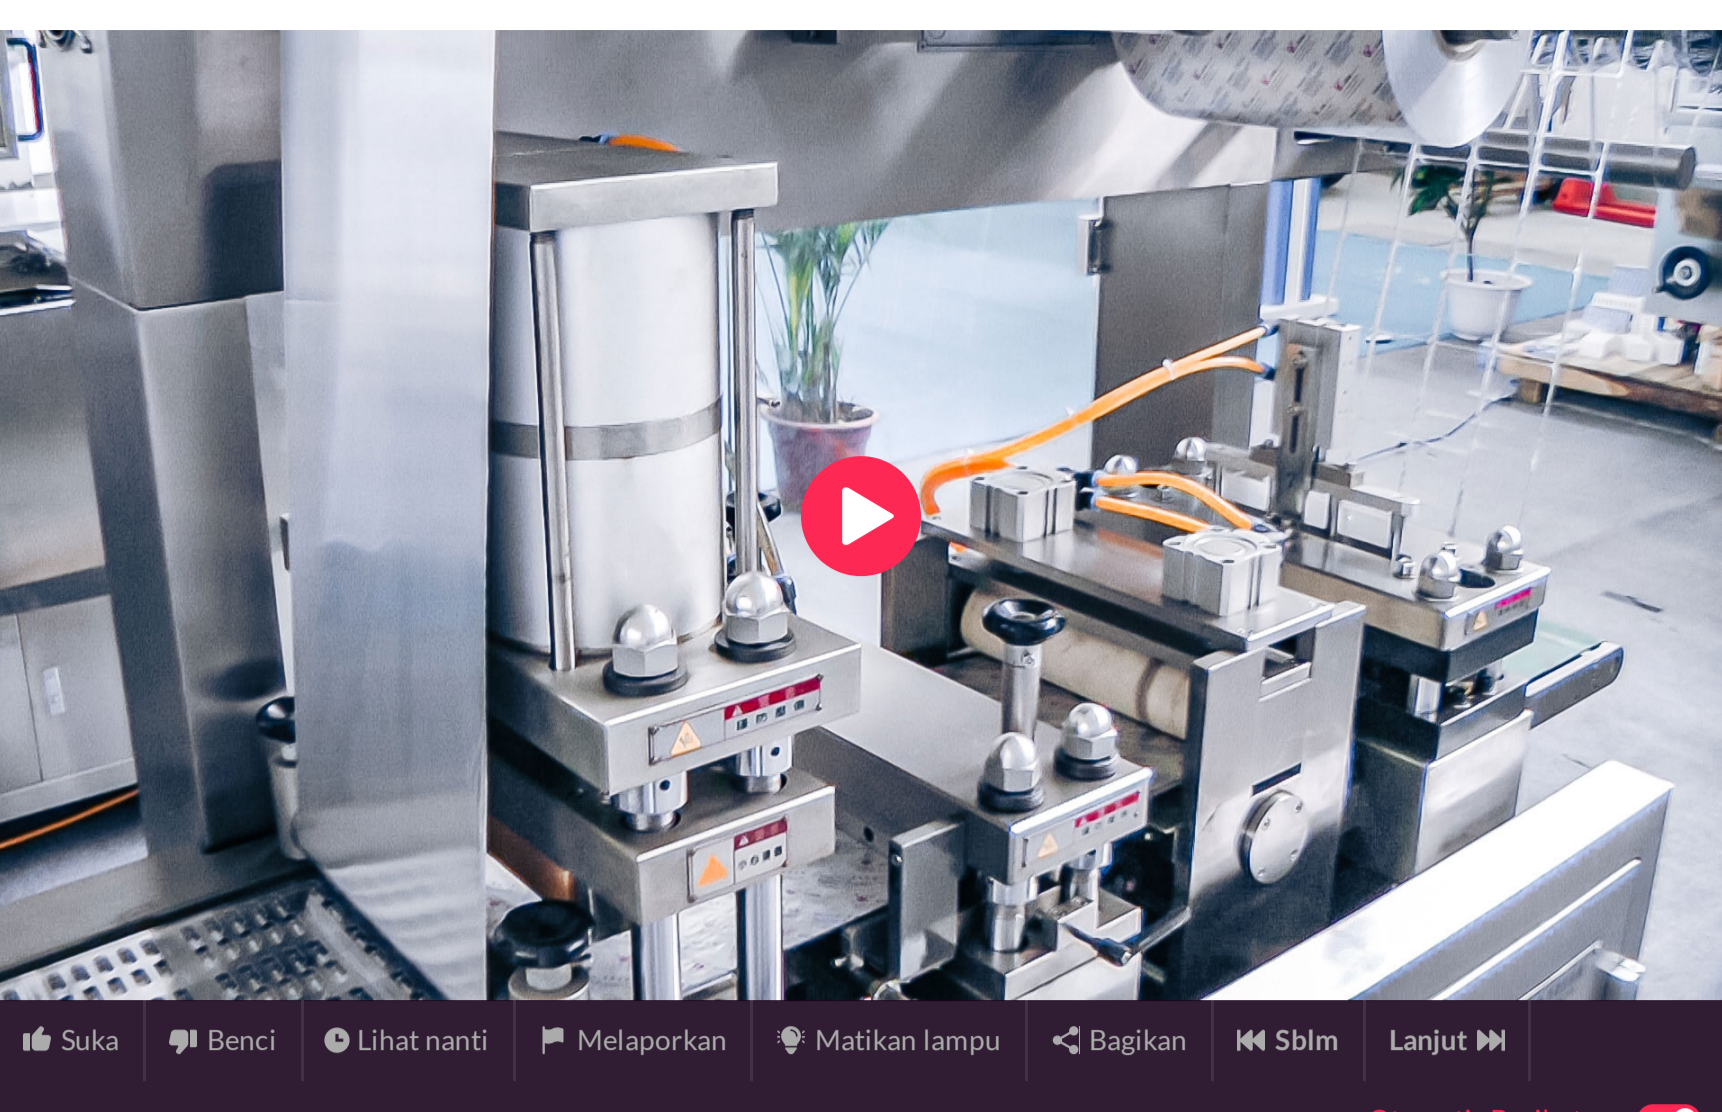 Suka
Benci
Lihat nanti
Melaporkan
Matikan lampu
Bagikan
Sblm
Lanjut